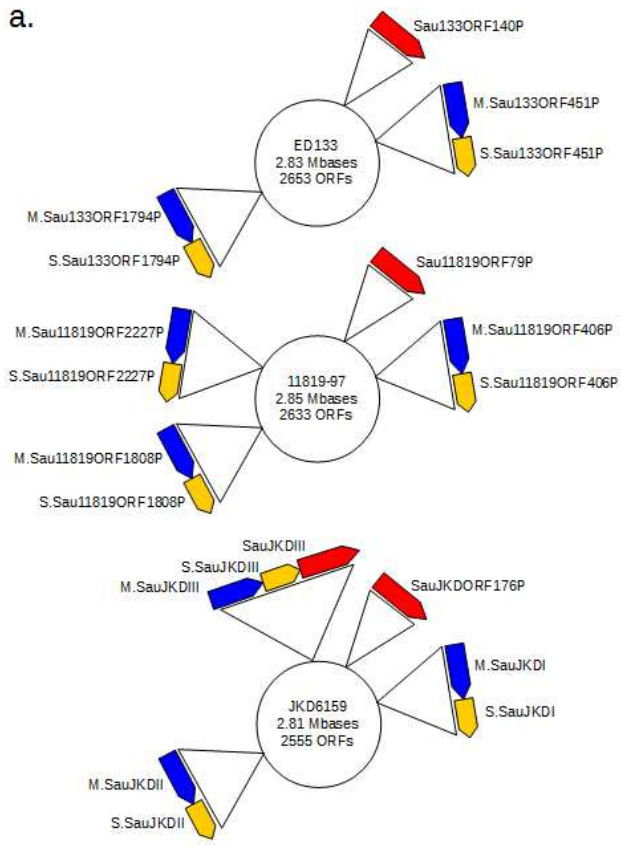 a.
Sau133ORF140P
M.Sau133ORF451P
S.Sau133ORF451P
ED133
2.83 Mbases
2653 ORFs
M.Sau133ORF1794P
S.Sau133ORF1794P
Sau11819ORF79P
M.Sau11819ORF2227P
S.Sau11819ORF2227P
M.Sau11819ORF406P
S.Sau11819ORF406P
11819-97
2.85 Mbases
2633 ORFs
M.Sau11819ORF1808P
S.Sau11819ORF1808P
SauJKDIII
S.SauJKDIII
M.SauJKDIII
SauJKDORF176P
M.SauJKDI
S.SauJKDI
JKD6159
2.81 Mbases
2555 ORFs
M.SauJKDII
S.SauJKDII